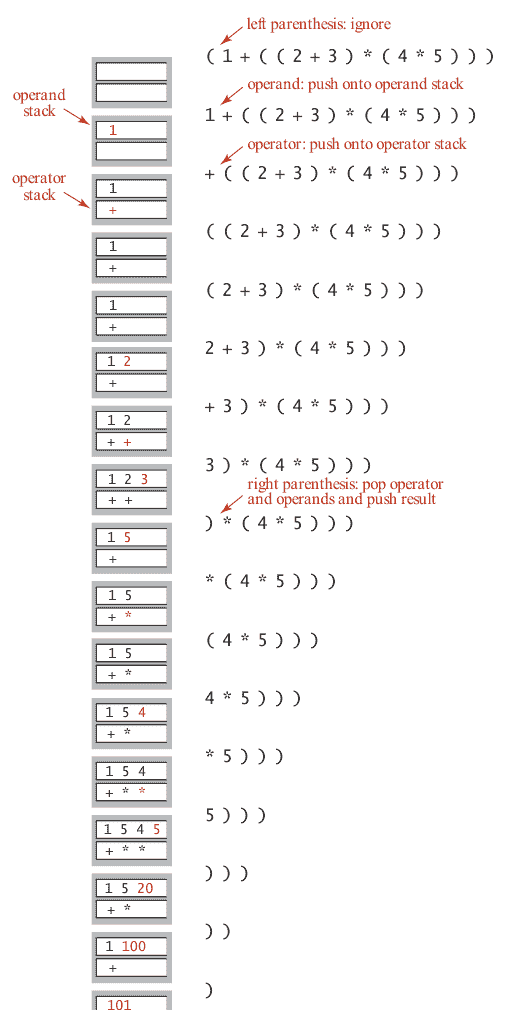 left parenthesis: ignore
( 1 + ( ( 2 + 3 ) * ( 4 * 5 ) ) )
operand: push onto operand stack
operand
stack
1 + ( ( 2 + 3 ) * ( 4 * 5 ) ) )
1
operator: push onto operator stack
+ ( ( 2 + 3 ) * ( 4 * 5 ) ) )
operator
stack
1
+
( ( 2 + 3 ) * ( 4 * 5 ) ) )
1
+
( 2 + 3 ) * ( 4 * 5 ) ) )
1
+
2 + 3 ) * ( 4 * 5 ) ) )
1 2
+
+ 3 ) * ( 4 * 5 ) ) )
1 2
+ +
3 ) * ( 4 * 5 ) ) )
1 2 3
+ +
right parenthesis: pop operator
and operands and push result
) * ( 4 * 5 ) ) )
1 5
+
* ( 4 * 5 ) ) )
1 5
+ *
( 4 * 5 ) ) )
1 5
+ *
4 * 5 ) ) )
1 5 4
+ *
* 5 ) ) )
1 5 4
+ * *
5 ) ) )
1 5 4 5
+ * *
) ) )
1 5 20
+ *
) )
1 100
+
)
101